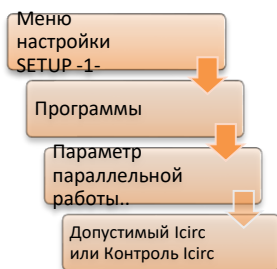 Меню
настройки
SETUP -1-
Программы
Параметр
параллельной
работы..
Допустимый Icirc
или Контроль Icirc